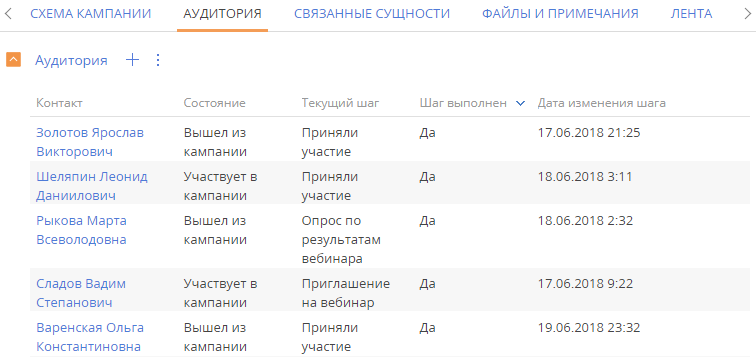 СХЕМА КАМПАНИИ АУДИТОРИЯ СВЯЗАННЫЕ СУЩНОСТИ ФАЙЛЫ И ПРИМЕЧАНИЯ ЛЕНТА
Аудитория
Контакт Состояние Текущий шаг Шаг выполнен Дата изменения шага
Золотов Ярослав Вышел из Приняли Да 17.06.2018 21:25
Викторович кампании участие
Шеляпин Леонид Участвует в Приняли Да 18.06.2018 3:11
Даниилович кампании участие
Рыкова Марта Вышел из Опрос по Да 18.06.2018 2:32
Всеволодовна кампании результатам
вебинара
Сладов Вадим Участвует в Приглашение Да 17.06.2018 9:22
Степанович кампании на вебинар
Варенская Ольга Вышел из Приняли Да 19.06.2018 23:32
Константиновна кампании участие